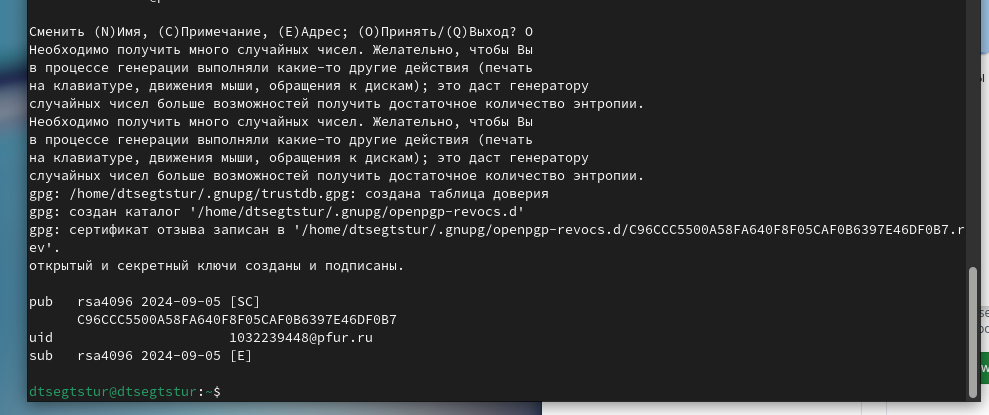 Сменить (N)Имя, (C)Примечание, (E)Адрес; (O)Принять/(Q)Выход? O
Необходимо получить много случайных чисел. Желательно, чтобы Вы
в процессе генерации выполняли какие-то другие действия (печать
на клавиатуре, движения мыши, обращения к дискам); это даст генератору
случайных чисел больше возможностей получить достаточное количество энтропии.
Необходимо получить много случайных чисел. Желательно, чтобы Вы
в процессе генерации выполняли какие-то другие действия (печать
на клавиатуре, движения мыши, обращения к дискам); это даст генератору
случайных чисел больше возможностей получить достаточное количество энтропии.
gpg: /home/dtsegtstur/.gnupg/trustdb.gpg: создана таблица доверия
gpg: создан каталог '/home/dtsegtstur/.gnupg/openpgp-revocs.d'
gpg: сертификат отзыва записан в '/home/dtsegtstur/.gnupg/openpgp-revocs.d/C96CCC5500A58FA640F8F05CAF0B6397E46DF0B7.r
ev'.
открытый и секретный ключи созданы и подписаны.
pub   rsa4096 2024-09-05 [SC]
      C96CCC5500A58FA640F8F05CAF0B6397E46DF0B7
uid                      1032239448@pfur.ru
sub   rsa4096 2024-09-05 [E]
dtsegtstur@dtsegtstur:~$